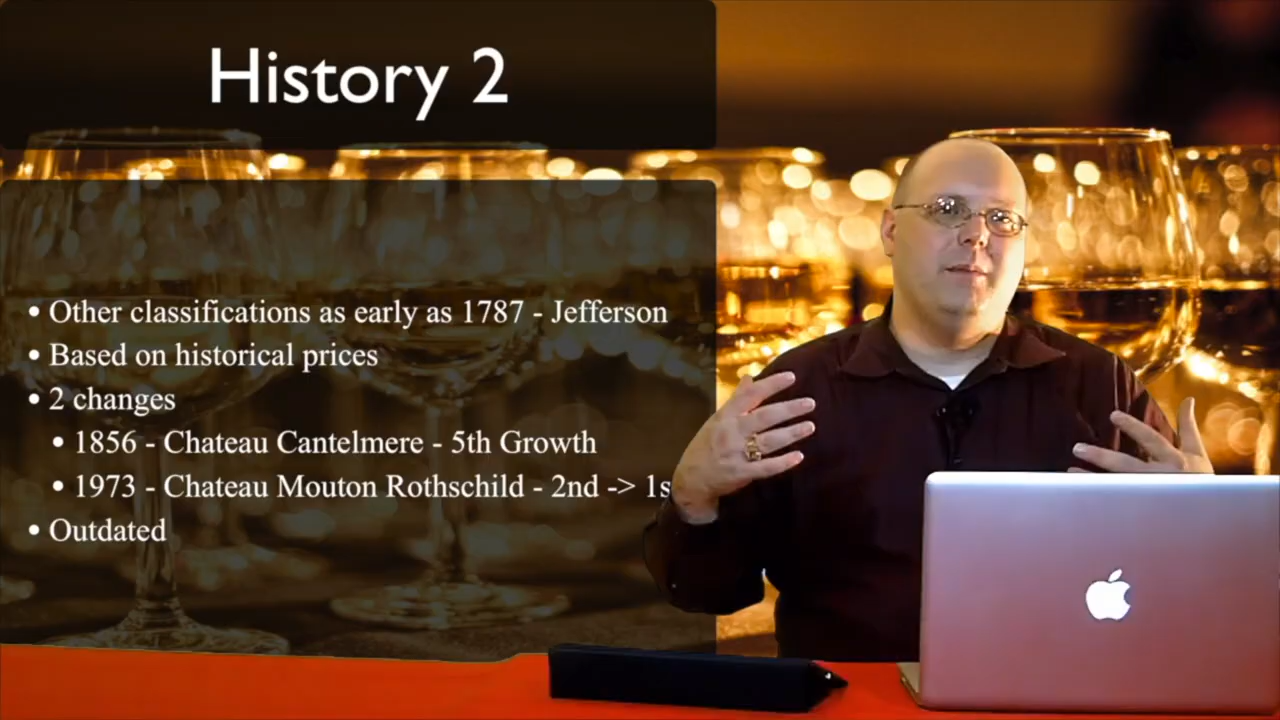 History 2
• Other classifications as early as 1787 - Jefferson
• Based on historical prices
• 2 changes
• 1856 - Chateau Cantelmere - 5th Growth
• 1973 - Chateau Mouton Rothschild - 2nd -> 1s
• Outdated